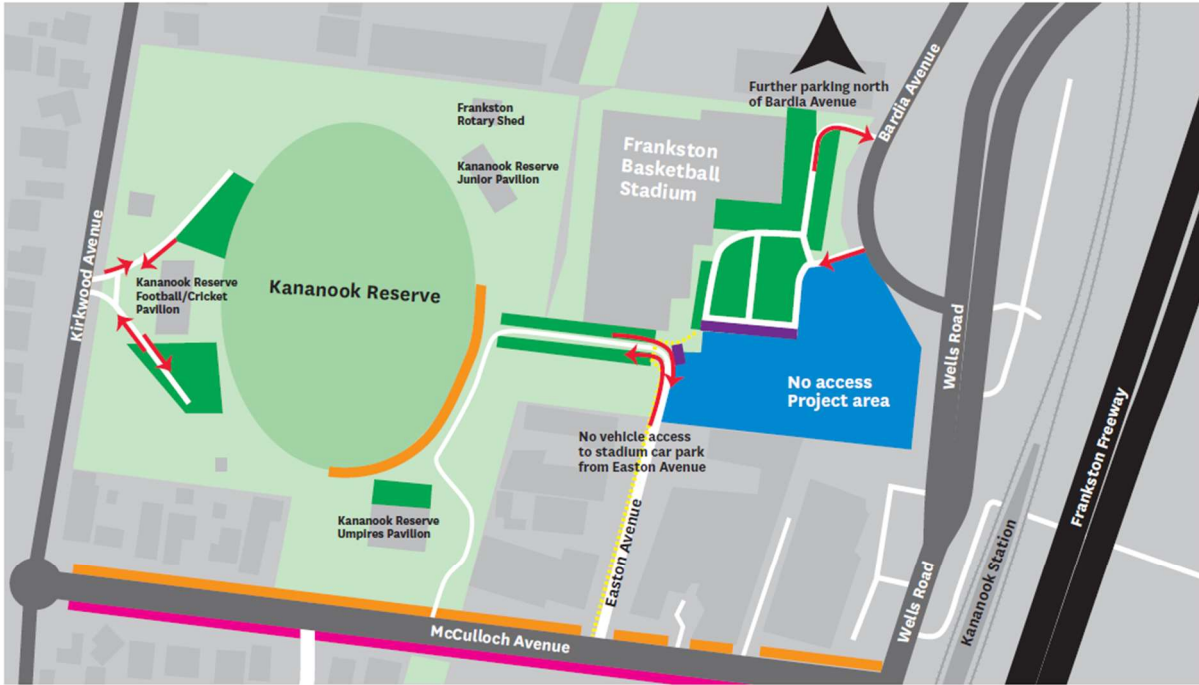 Further parking north
of Bardia Avenue
Bardia Avenue
Frankston
Rotary Shed
Kananook Reserve
Junior Pavilion
Frankston
Basketball
Stadium
Kirkwood Avenue
Kananook Reserve
Football/Cricket
Pavilion
Kananook Reserve
Wells Road
No access
Project area
Frankston Freeway
No vehicle access
to stadium car park
from Easton Avenue
Kananook Reserve
Umpires Pavilion
Easton Avenue
Kananook Station
Wells Road
McCulloch Avenue